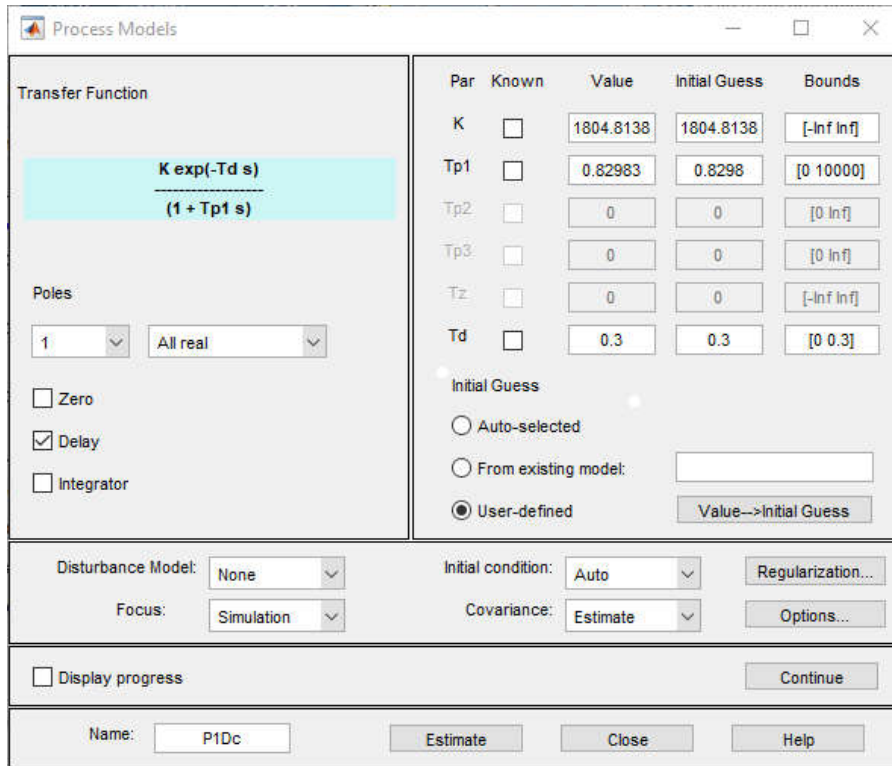 Process Models
Transfer Function
K exp(-Td s)
------------------
(1 + Tp1 s)
Poles
1 All real
Zero
Delay
Integrator
Par Known Value Initial Guess Bounds
K 1804.8138 1804.8138 [-Inf Inf]
Tp1 0.82983 0.8298 [0 10000]
Tp2 0 0 [0 Inf]
Tp3 0 0 [0 Inf]
Tz 0 0 [-Inf Inf]
Td 0.3 0.3 [0 0.3]
Initial Guess
Auto-selected
From existing model:
User-defined Value-->Initial Guess
Disturbance Model: None Initial condition: Auto Regularization...
Focus: Simulation Covariance: Estimate Options...
Display progress Continue
Name: P1Dc Estimate Close Help